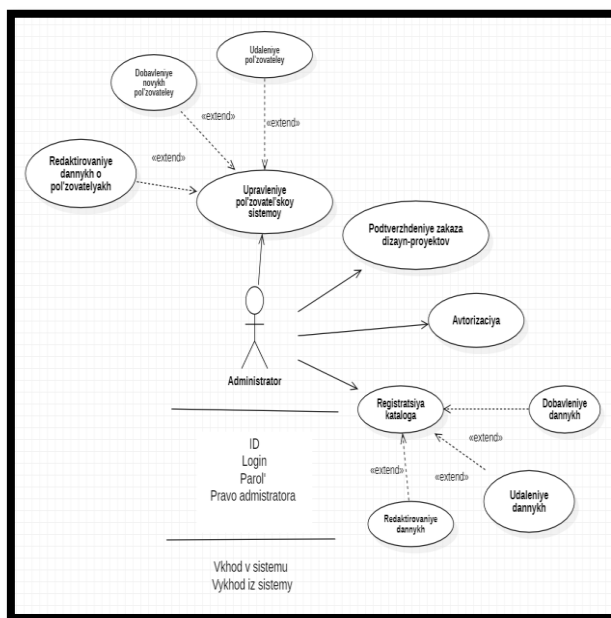 Udaleniye
pol'zovateley
Dobavleniye
novykh
pol'zovateley
«extend»
«extend»
Redaktirovaniye
dannykh o
pol'zovatelyakh
«extend»
Upravleniye
pol'zovatel'skoy
sistemoy
Podtverzhdeniye zakaza
dizayn-proyektov
Avtorizaciya
Administrator
Registratsiya
kataloga
Dobavleniye
dannykh
«extend»
«extend»
«extend»
Udaleniye
dannykh
Redaktirovaniye
dannykh
ID
Login
Parol'
Pravo admistratora
Vkhod v sistemu
Vykhod iz sistemy